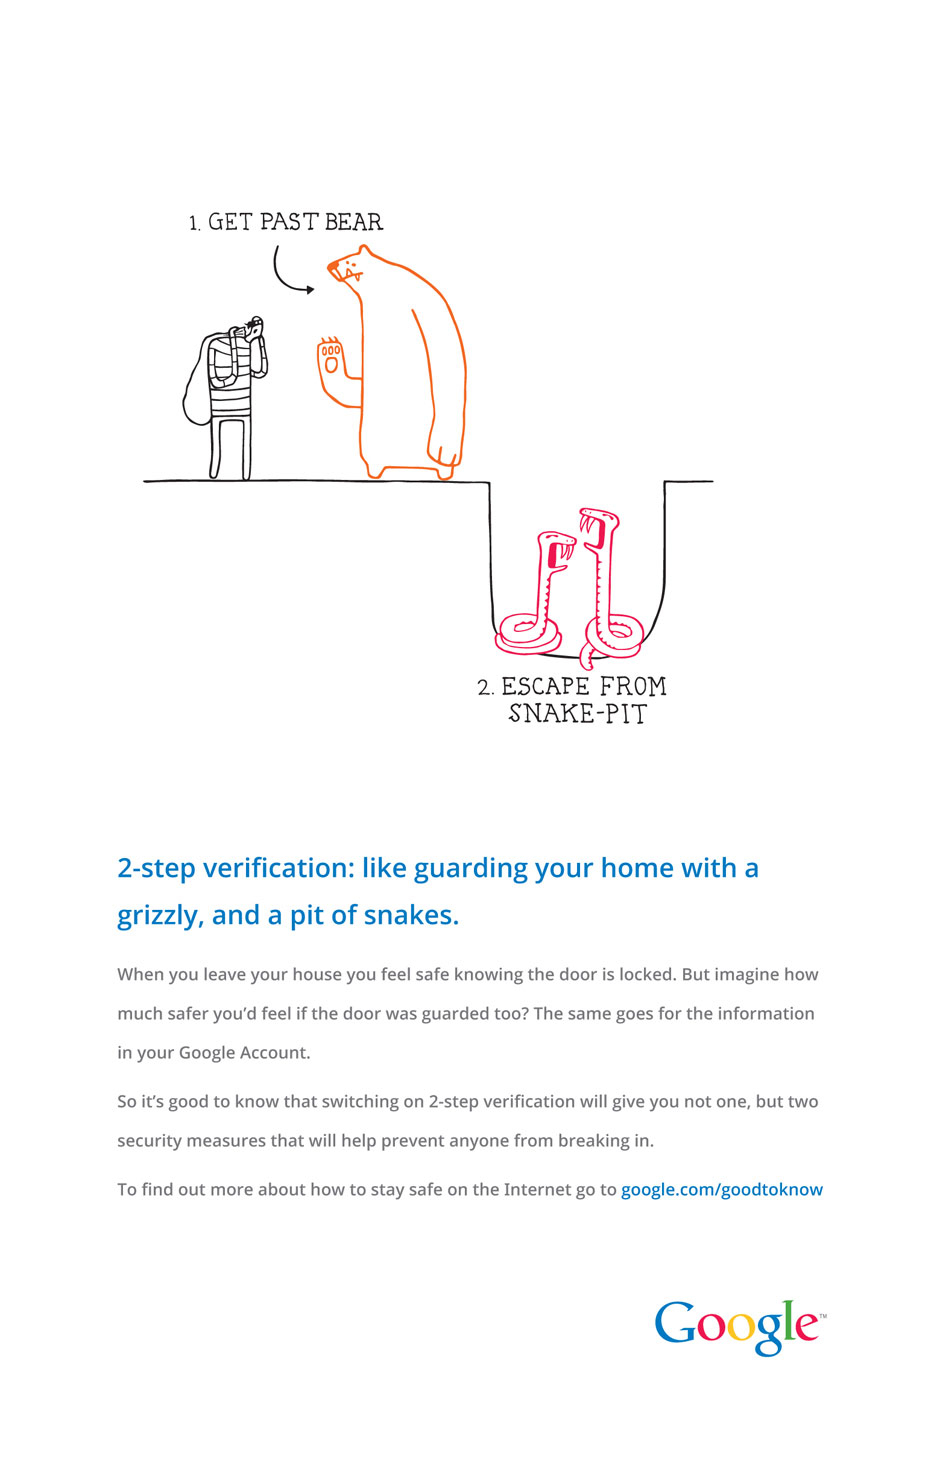 1. GET PAST BEAR
2. ESCAPE FROM
SNAKE-PIT
2-step verification: like guarding your home with a
grizzly, and a pit of snakes.
When you leave your house you feel safe knowing the door is locked. But imagine how
much safer you’d feel if the door was guarded too? The same goes for the information
in your Google Account.
So it’s good to know that switching on 2-step verification will give you not one, but two
security measures that will help prevent anyone from breaking in.
To find out more about how to stay safe on the Internet go to google.com/goodtoknow
Google™